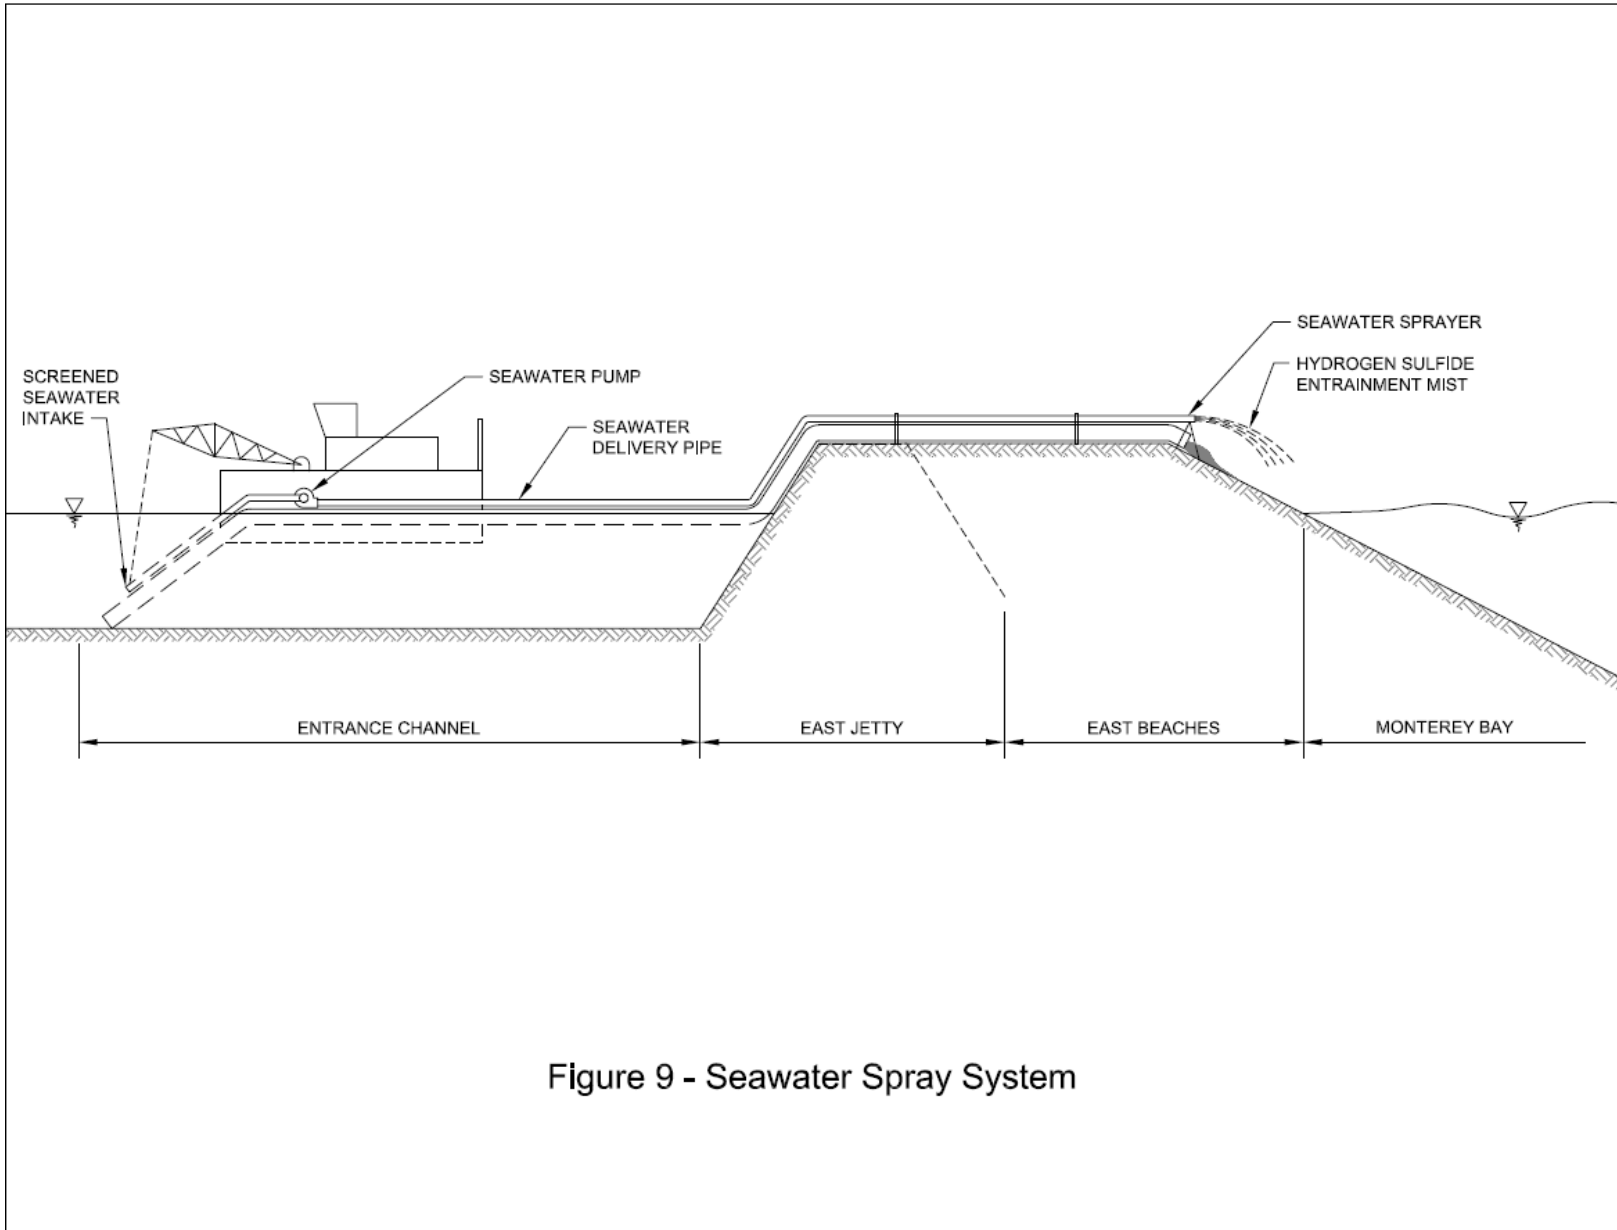 SEAWATER SPRAYER
HYDROGEN SULFIDE
ENTRAINMENT MIST
SCREENED
SEAWATER
INTAKE
SEAWATER PUMP
SEAWATER
DELIVERY PIPE
ENTRANCE CHANNEL
EAST JETTY
EAST BEACHES
MONTEREY BAY
Figure 9 - Seawater Spray System